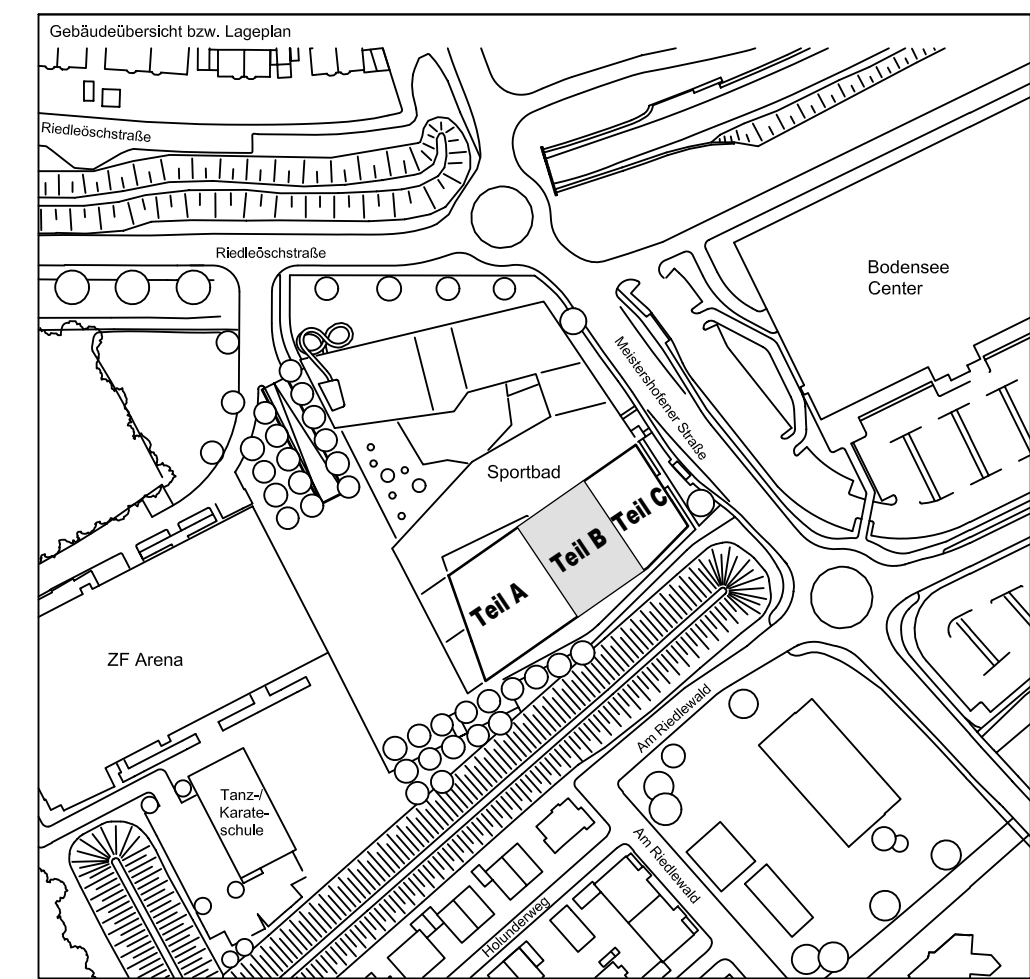 Gebäudeübersicht bzw. Lageplan
Riedleöschstraße
Riedleöschstraße
Bodensee
Center
Meistershofener Straße
Sportbad
Teil C
Teil B
Teil A
ZF Arena
Am Riedlewald
Tanz-/
Karate-
schule
Am Riedlewald
Holunderweg